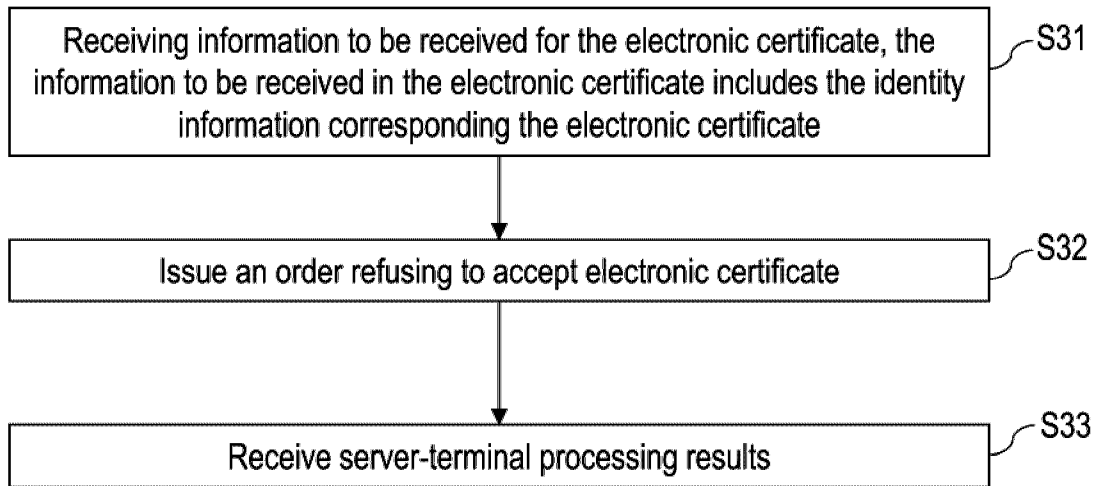 Receiving information to be received for the electronic certificate, the
information to be received in the electronic certificate includes the identity
information corresponding the electronic certificate
S31
Issue an order refusing to accept electronic certificate
S32
Receive server-terminal processing results
S33